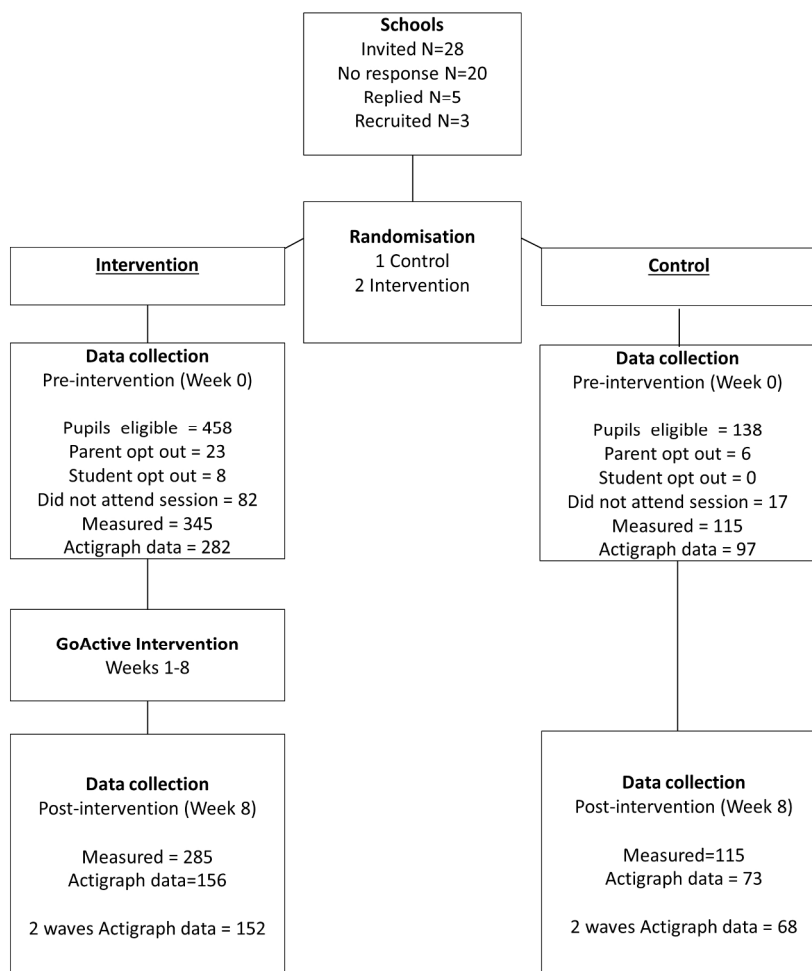 Schools
Invited N=28
No response N=20
Replied N=5
Recruited N=3
Randomisation
1 Control
2 Intervention
Intervention
Control
Data collection
Pre-intervention (Week 0)
Pupils eligible = 458
Parent opt out = 23
Student opt out = 8
Did not attend session = 82
Measured = 345
Actigraph data = 282
Data collection
Pre-intervention (Week 0)
Pupils eligible = 138
Parent opt out = 6
Student opt out = 0
Did not attend session = 17
Measured = 115
Actigraph data = 97
GoActive Intervention
Weeks 1-8
Data collection
Post-intervention (Week 8)
Measured = 285
Actigraph data=156
2 waves Actigraph data = 152
Data collection
Post-intervention (Week 8)
Measured=115
Actigraph data = 73
2 waves Actigraph data = 68